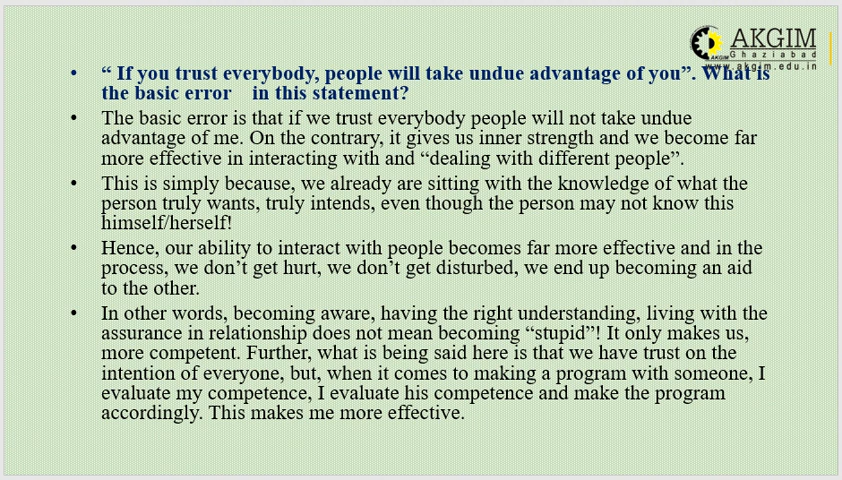 AKGIM
Ghaziabad
AKGIM
www.akgim.edu.in
• “ If you trust everybody, people will take undue advantage of you”. What is
the basic error in this statement?
• The basic error is that if we trust everybody people will not take undue
advantage of me. On the contrary, it gives us inner strength and we become far
more effective in interacting with and “dealing with different people”.
• This is simply because, we already are sitting with the knowledge of what the
person truly wants, truly intends, even though the person may not know this
himself/herself!
• Hence, our ability to interact with people becomes far more effective and in the
process, we don’t get hurt, we don’t get disturbed, we end up becoming an aid
to the other.
• In other words, becoming aware, having the right understanding, living with the
assurance in relationship does not mean becoming “stupid”! It only makes us,
more competent. Further, what is being said here is that we have trust on the
intention of everyone, but, when it comes to making a program with someone, I
evaluate my competence, I evaluate his competence and make the program
accordingly. This makes me more effective.